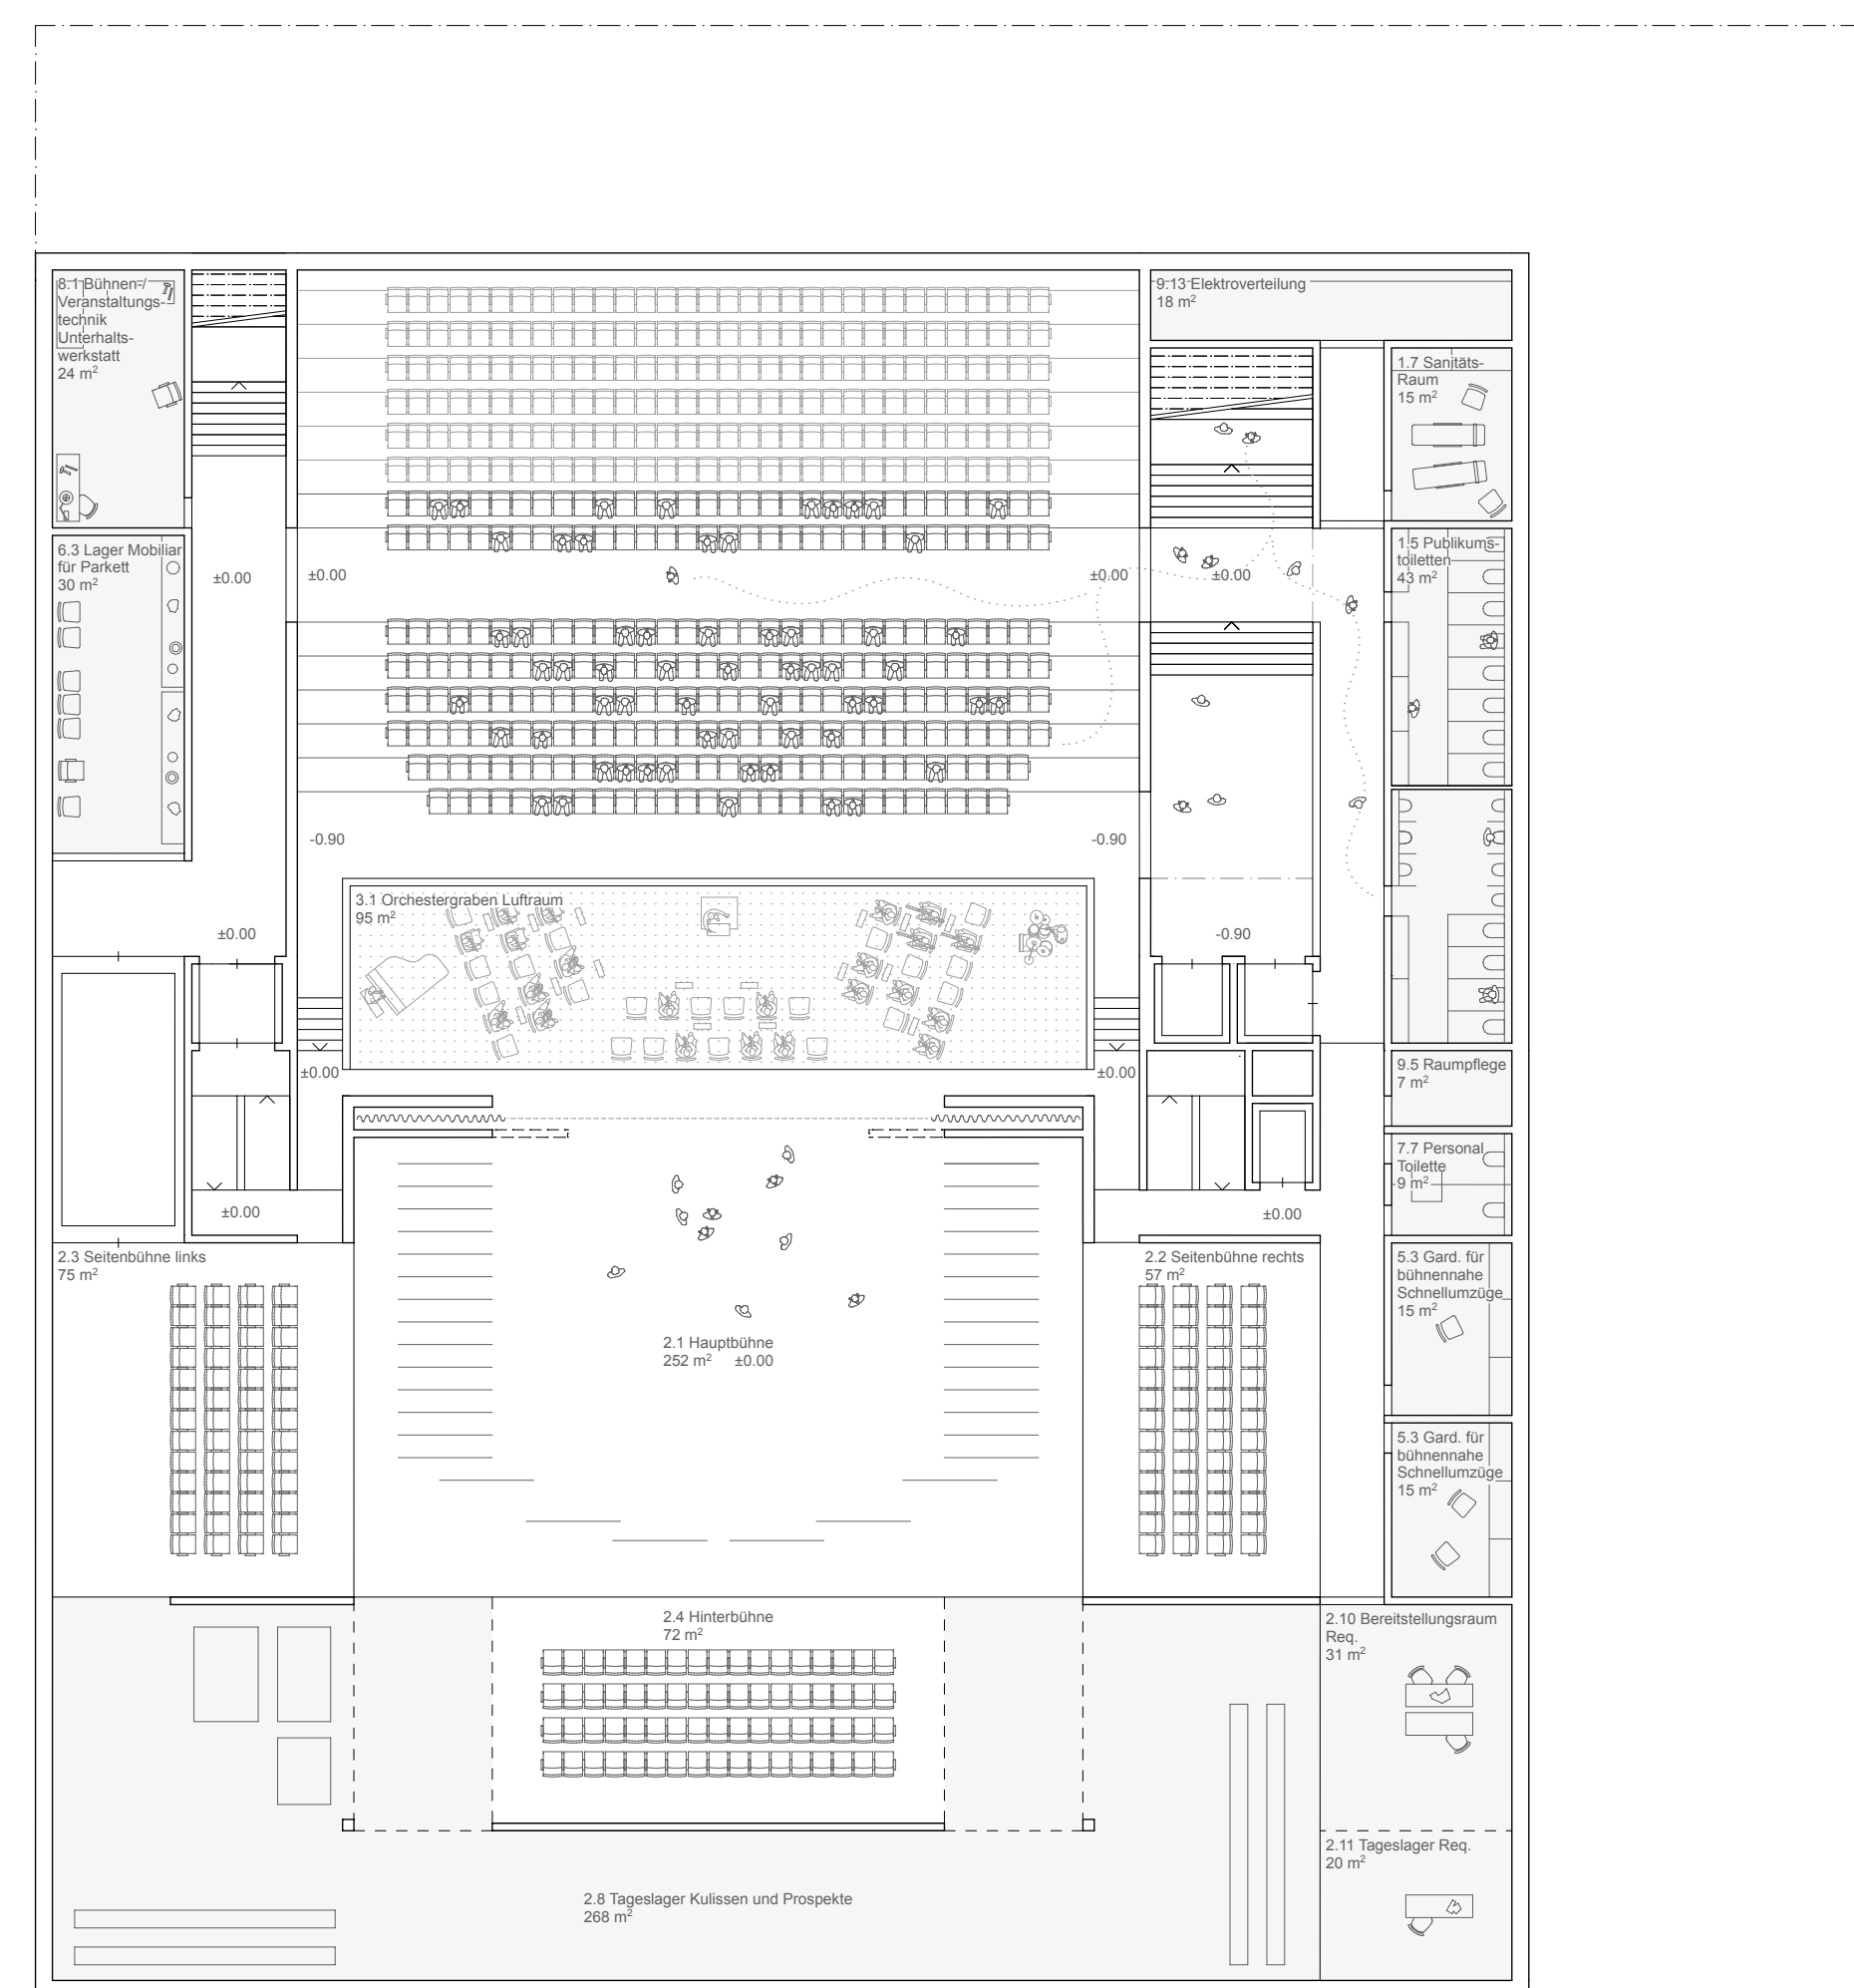 8.1 Bühnen-/
Veranstaltungs-
technik
Unterhalts-
werkstatt
24 m²
9.13 Elektroverteilung
18 m²
1.7 Sanitäts-
Raum
15 m²
6.3 Lager Mobiliar
für Parkett
30 m²
±0.00
±0.00
±0.00
±0.00
1.5 Publikums-
toiletten
43 m²
-0.90
-0.90
3.1 Orchestergraben Luftraum
95 m²
±0.00
-0.90
±0.00
±0.00
9.5 Raumpflege
7 m²
7.7 Personal
Toilette
9 m²
±0.00
±0.00
2.3 Seitenbühne links
75 m²
2.2 Seitenbühne rechts
57 m²
5.3 Gard. für
bühnennahe
Schnellumzüge
15 m²
2.1 Hauptbühne
252 m² ±0.00
5.3 Gard. für
bühnennahe
Schnellumzüge
15 m²
2.4 Hinterbühne
72 m²
2.10 Bereitstellungsraum
Req.
31 m²
2.11 Tageslager Req.
20 m²
2.8 Tageslager Kulissen und Prospekte
268 m²